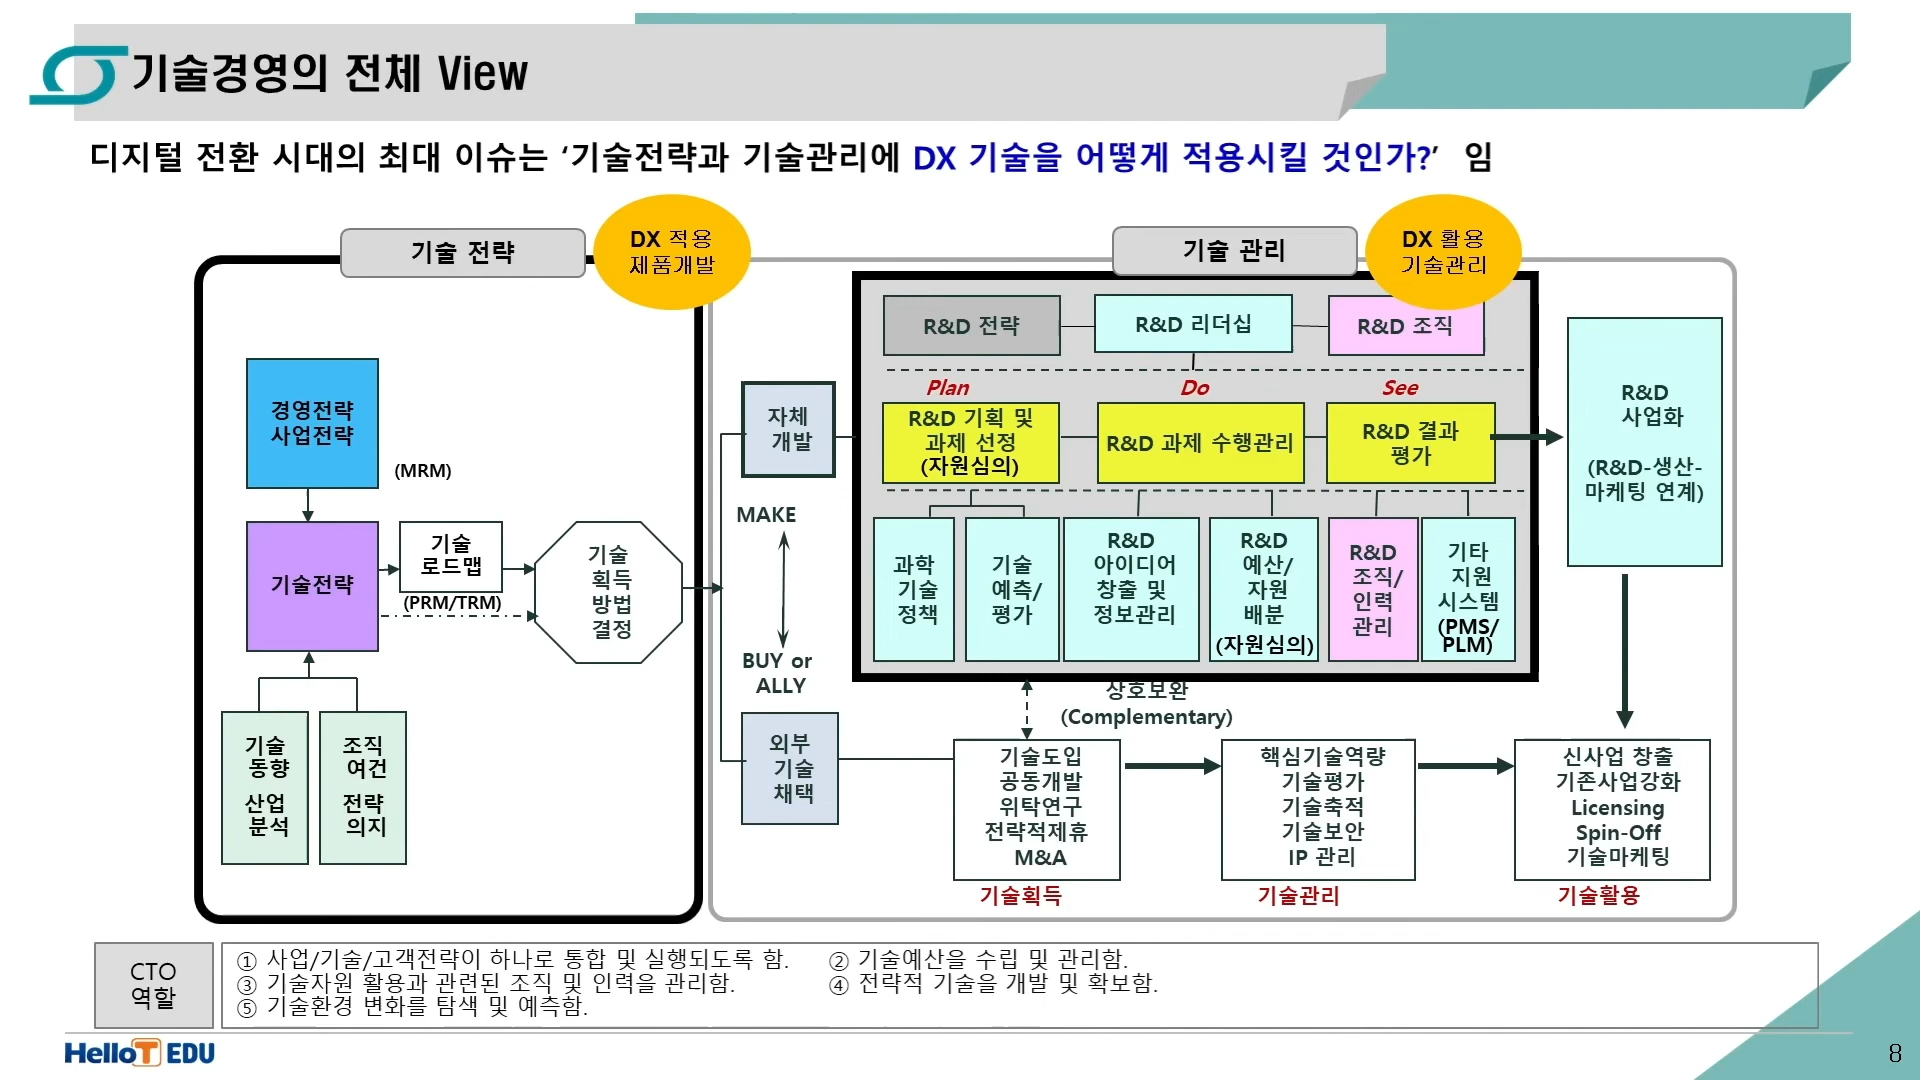 기술경영의 전체 View
디지털 전환 시대의 최대 이슈는 ‘기술전략과 기술관리에 DX 기술을 어떻게 적용시킬 것인가?’ 임
기술 전략
DX 적용
제품개발
기술 관리
DX 활용
기술관리
경영전략
사업전략
(MRM)
기술전략
기술
로드맵
(PRM/TRM)
기술
획득
방법
결정
기술
동향
산업
분석
조직
여건
전략
의지
자체
개발
MAKE
BUY or
ALLY
외부
기술
채택
R&D 전략
R&D 리더십
R&D 조직
Plan
Do
See
R&D 기획 및
과제 선정
(자원심의)
R&D 과제 수행관리
R&D 결과
평가
과학
기술
정책
기술
예측/
평가
R&D
아이디어
창출 및
정보관리
R&D
예산/
자원
배분
(자원심의)
R&D
조직/
인력
관리
기타
지원
시스템
(PMS/
PLM)
R&D
사업화
(R&D-생산-
마케팅 연계)
상호보완
(Complementary)
기술도입
공동개발
위탁연구
전략적제휴
M&A
기술획득
핵심기술역량
기술평가
기술축적
기술보안
IP 관리
기술관리
신사업 창출
기존사업강화
Licensing
Spin-Off
기술마케팅
기술활용
CTO
역할
① 사업/기술/고객전략이 하나로 통합 및 실행되도록 함. ② 기술예산을 수립 및 관리함.
③ 기술자원 활용과 관련된 조직 및 인력을 관리함. ④ 전략적 기술을 개발 및 확보함.
⑤ 기술환경 변화를 탐색 및 예측함.
HelloT EDU
8